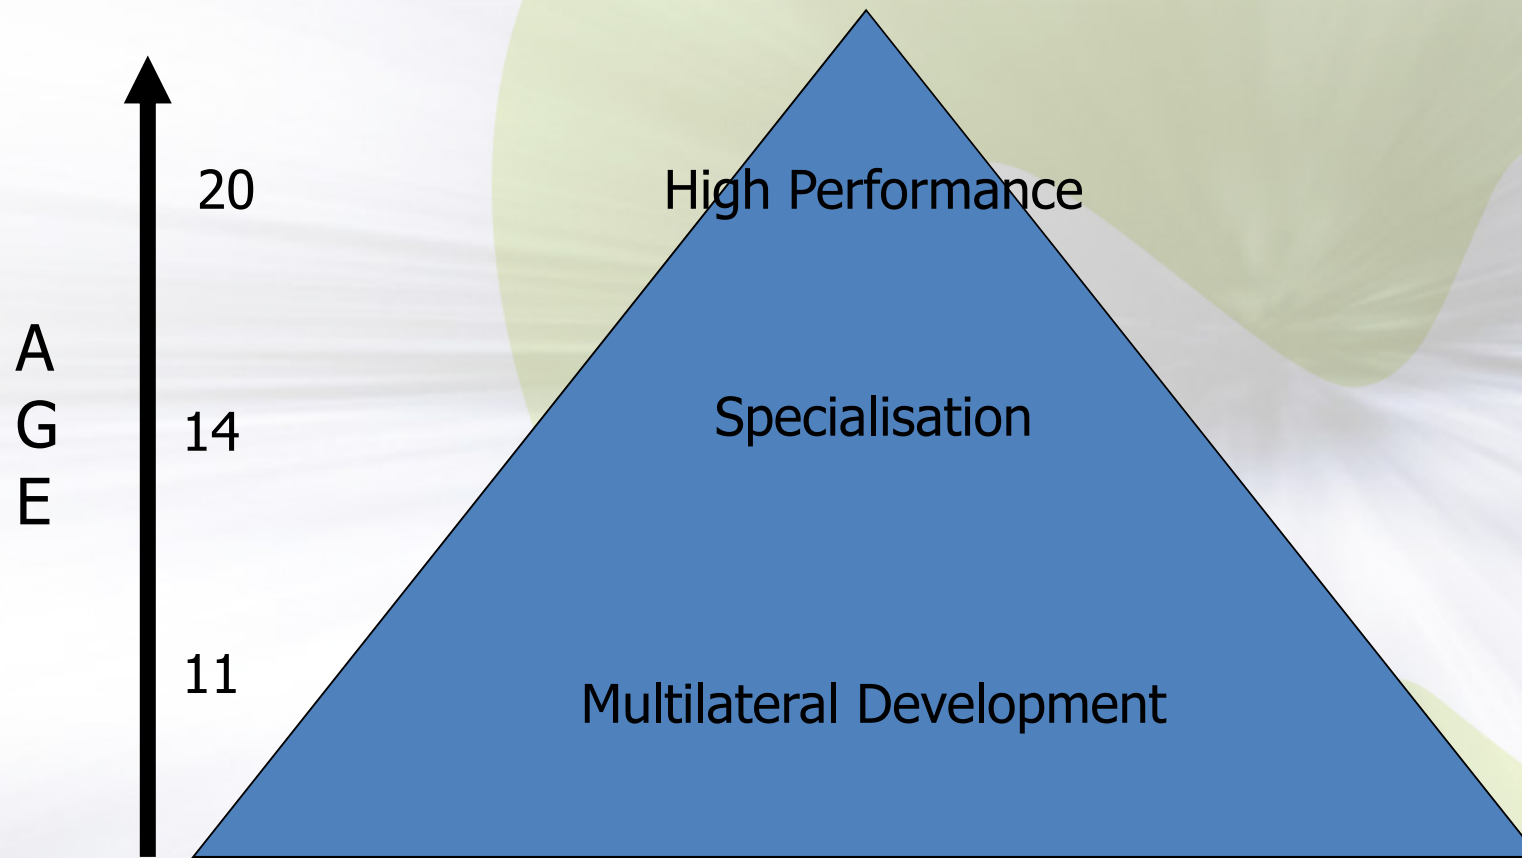 20 High Performance
A
G
E
14 Specialisation
11 Multilateral Development